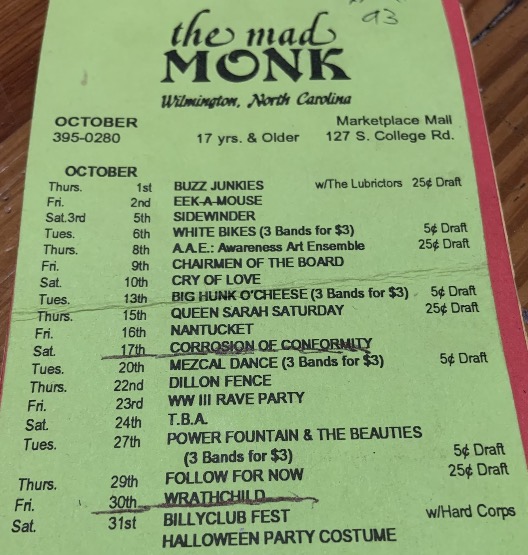 93
the mad
MONK
Wilmington, North Carolina
OCTOBER Marketplace Mall
395-0280 17 yrs. & Older 127 S. College Rd.
OCTOBER
Thurs. 1st BUZZ JUNKIES w/The Lubrictors 25¢ Draft
Fri. 2nd EEK-A-MOUSE
Sat.3rd 5th SIDEWINDER
Tues. 6th WHITE BIKES (3 Bands for $3) 5¢ Draft
Thurs. 8th A.A.E.: Awareness Art Ensemble 25¢ Draft
Fri. 9th CHAIRMEN OF THE BOARD
Sat. 10th CRY OF LOVE
Tues. 13th BIG HUNK O'CHEESE (3 Bands for $3) 5¢ Draft
Thurs. 15th QUEEN SARAH SATURDAY 25¢ Draft
Fri. 16th NANTUCKET
Sat. 17th CORROSION OF CONFORMITY
Tues. 20th MEZCAL DANCE (3 Bands for $3) 5¢ Draft
Thurs. 22nd DILLON FENCE
Fri. 23rd WW III RAVE PARTY
Sat. 24th T.B.A.
Tues. 27th POWER FOUNTAIN & THE BEAUTIES
(3 Bands for $3) 5¢ Draft
Thurs. 29th FOLLOW FOR NOW 25¢ Draft
Fri. 30th WRATHCHILD
Sat. 31st BILLYCLUB FEST w/Hard Corps
HALLOWEEN PARTY COSTUME